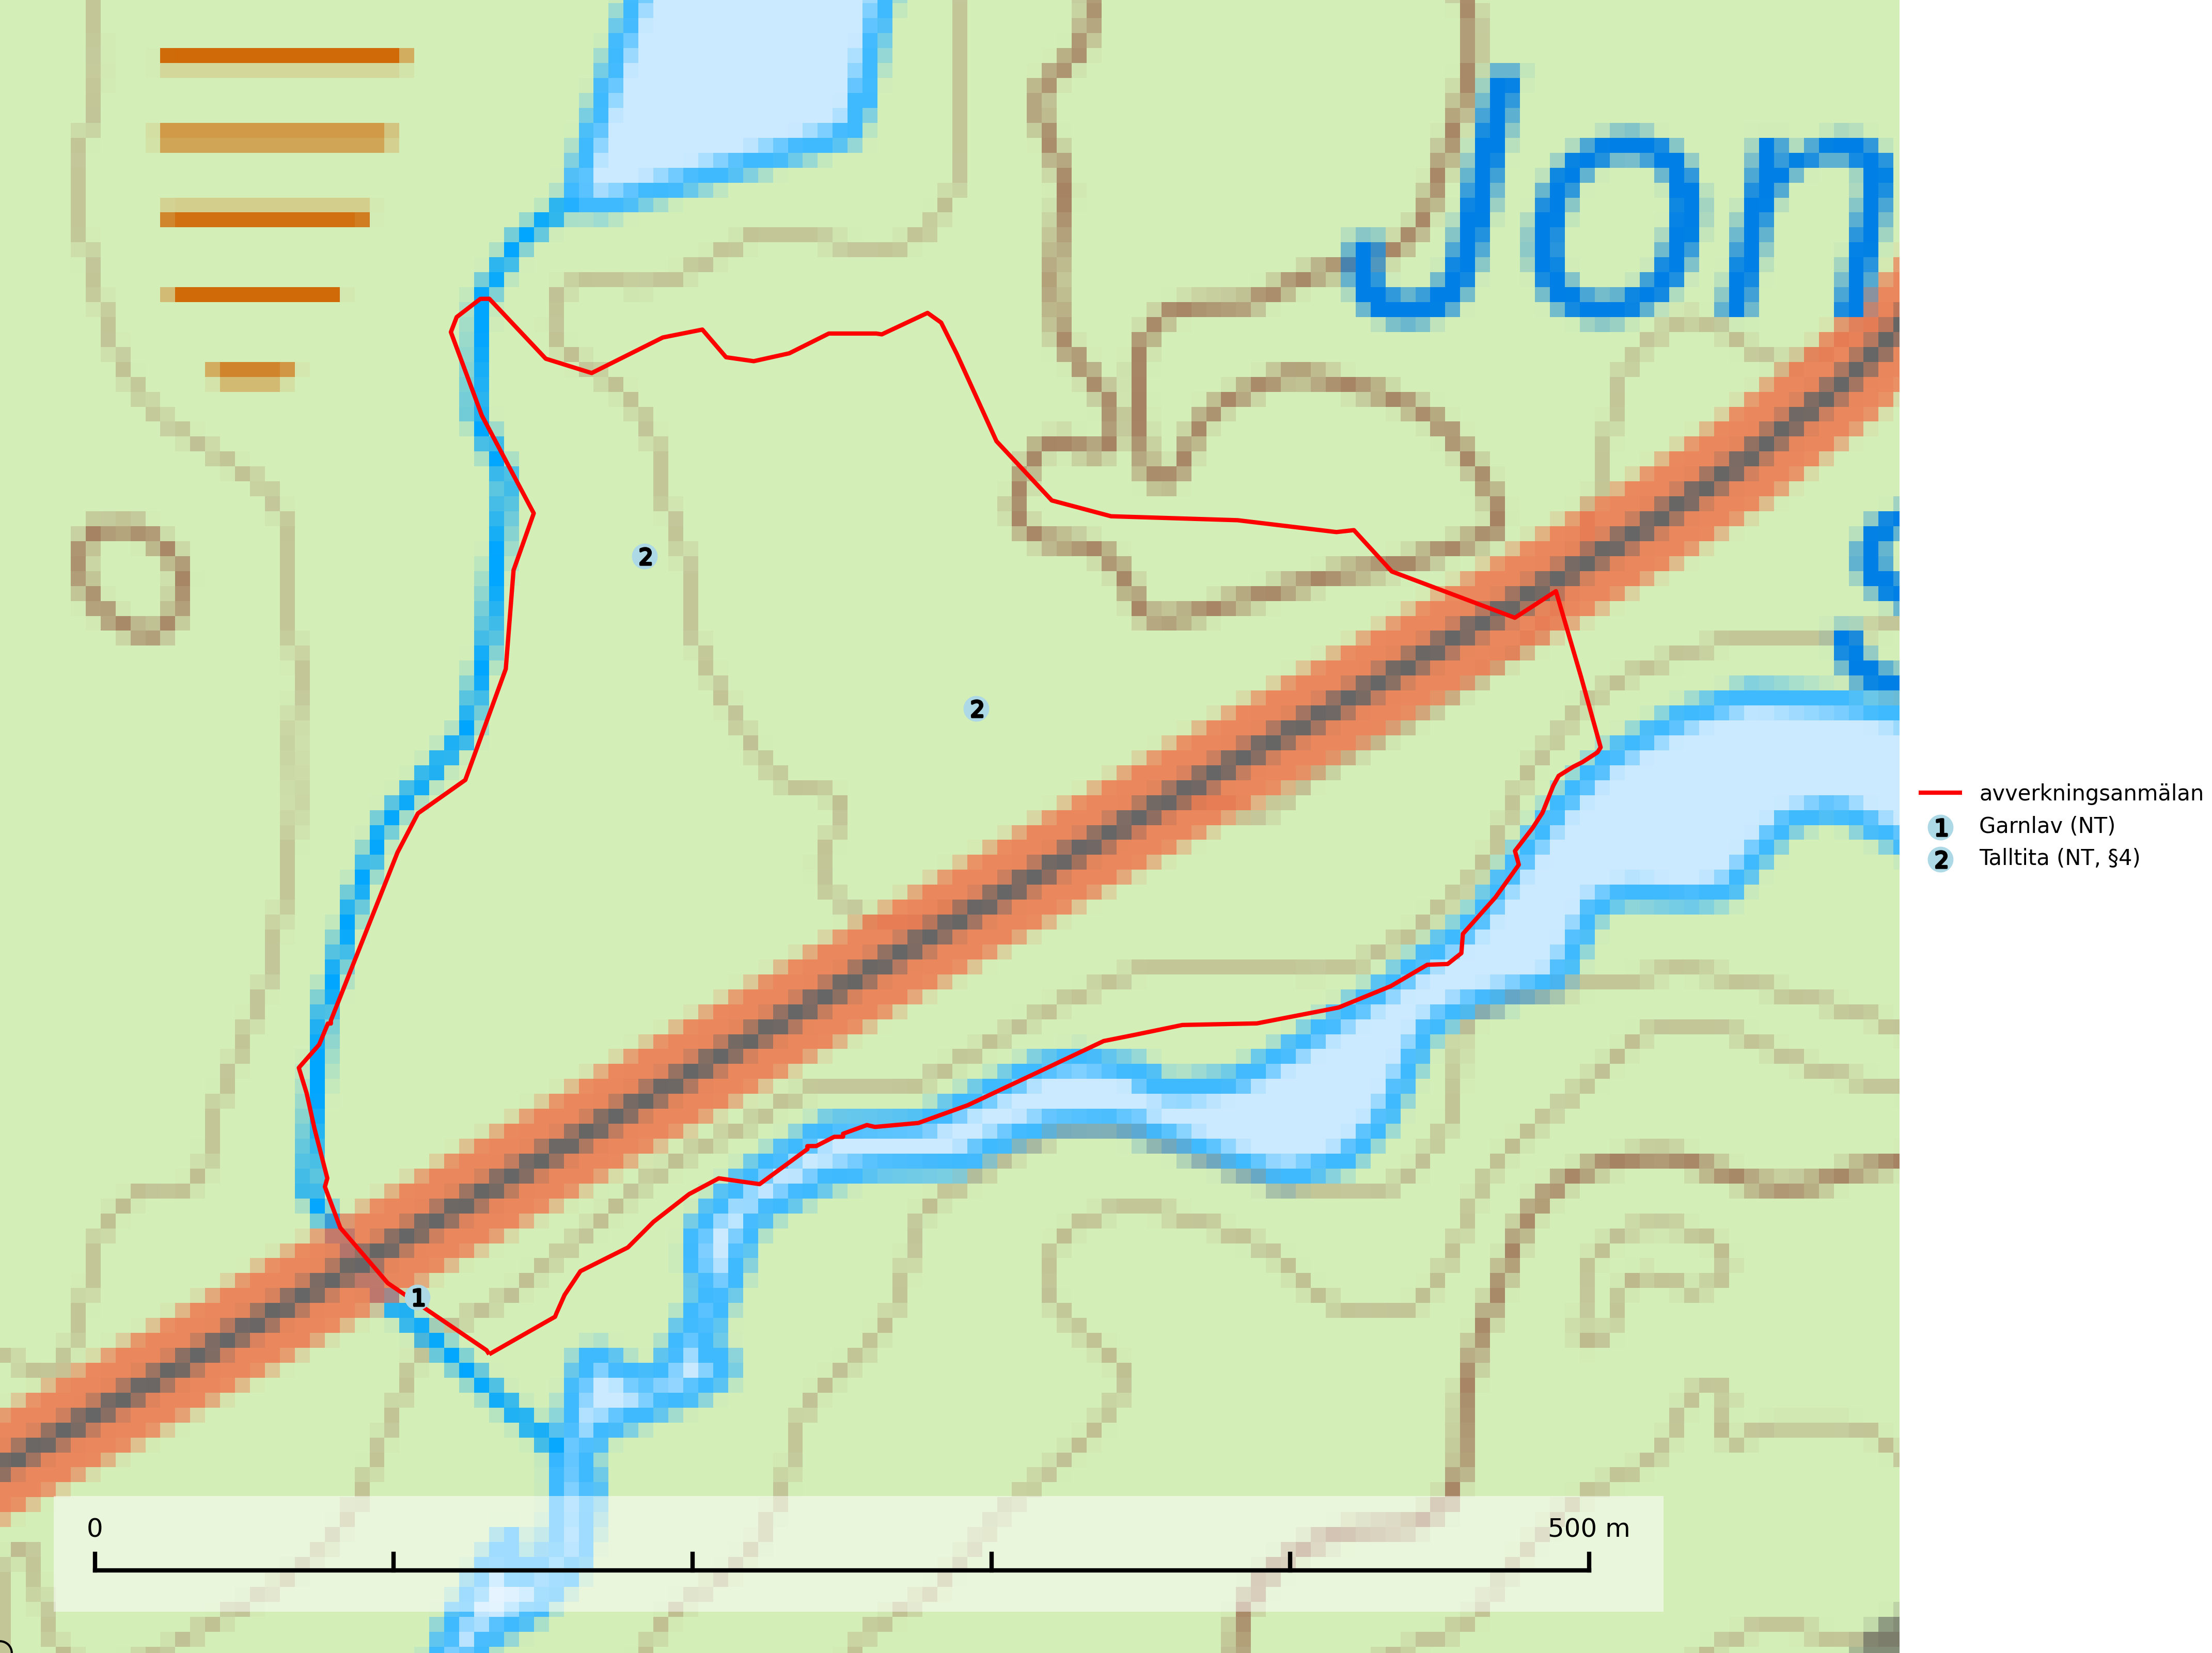 Jon
2
2
avverkningsanmälan
1 Garnlav (NT)
2 Talltita (NT, §4)
1
0 500 m